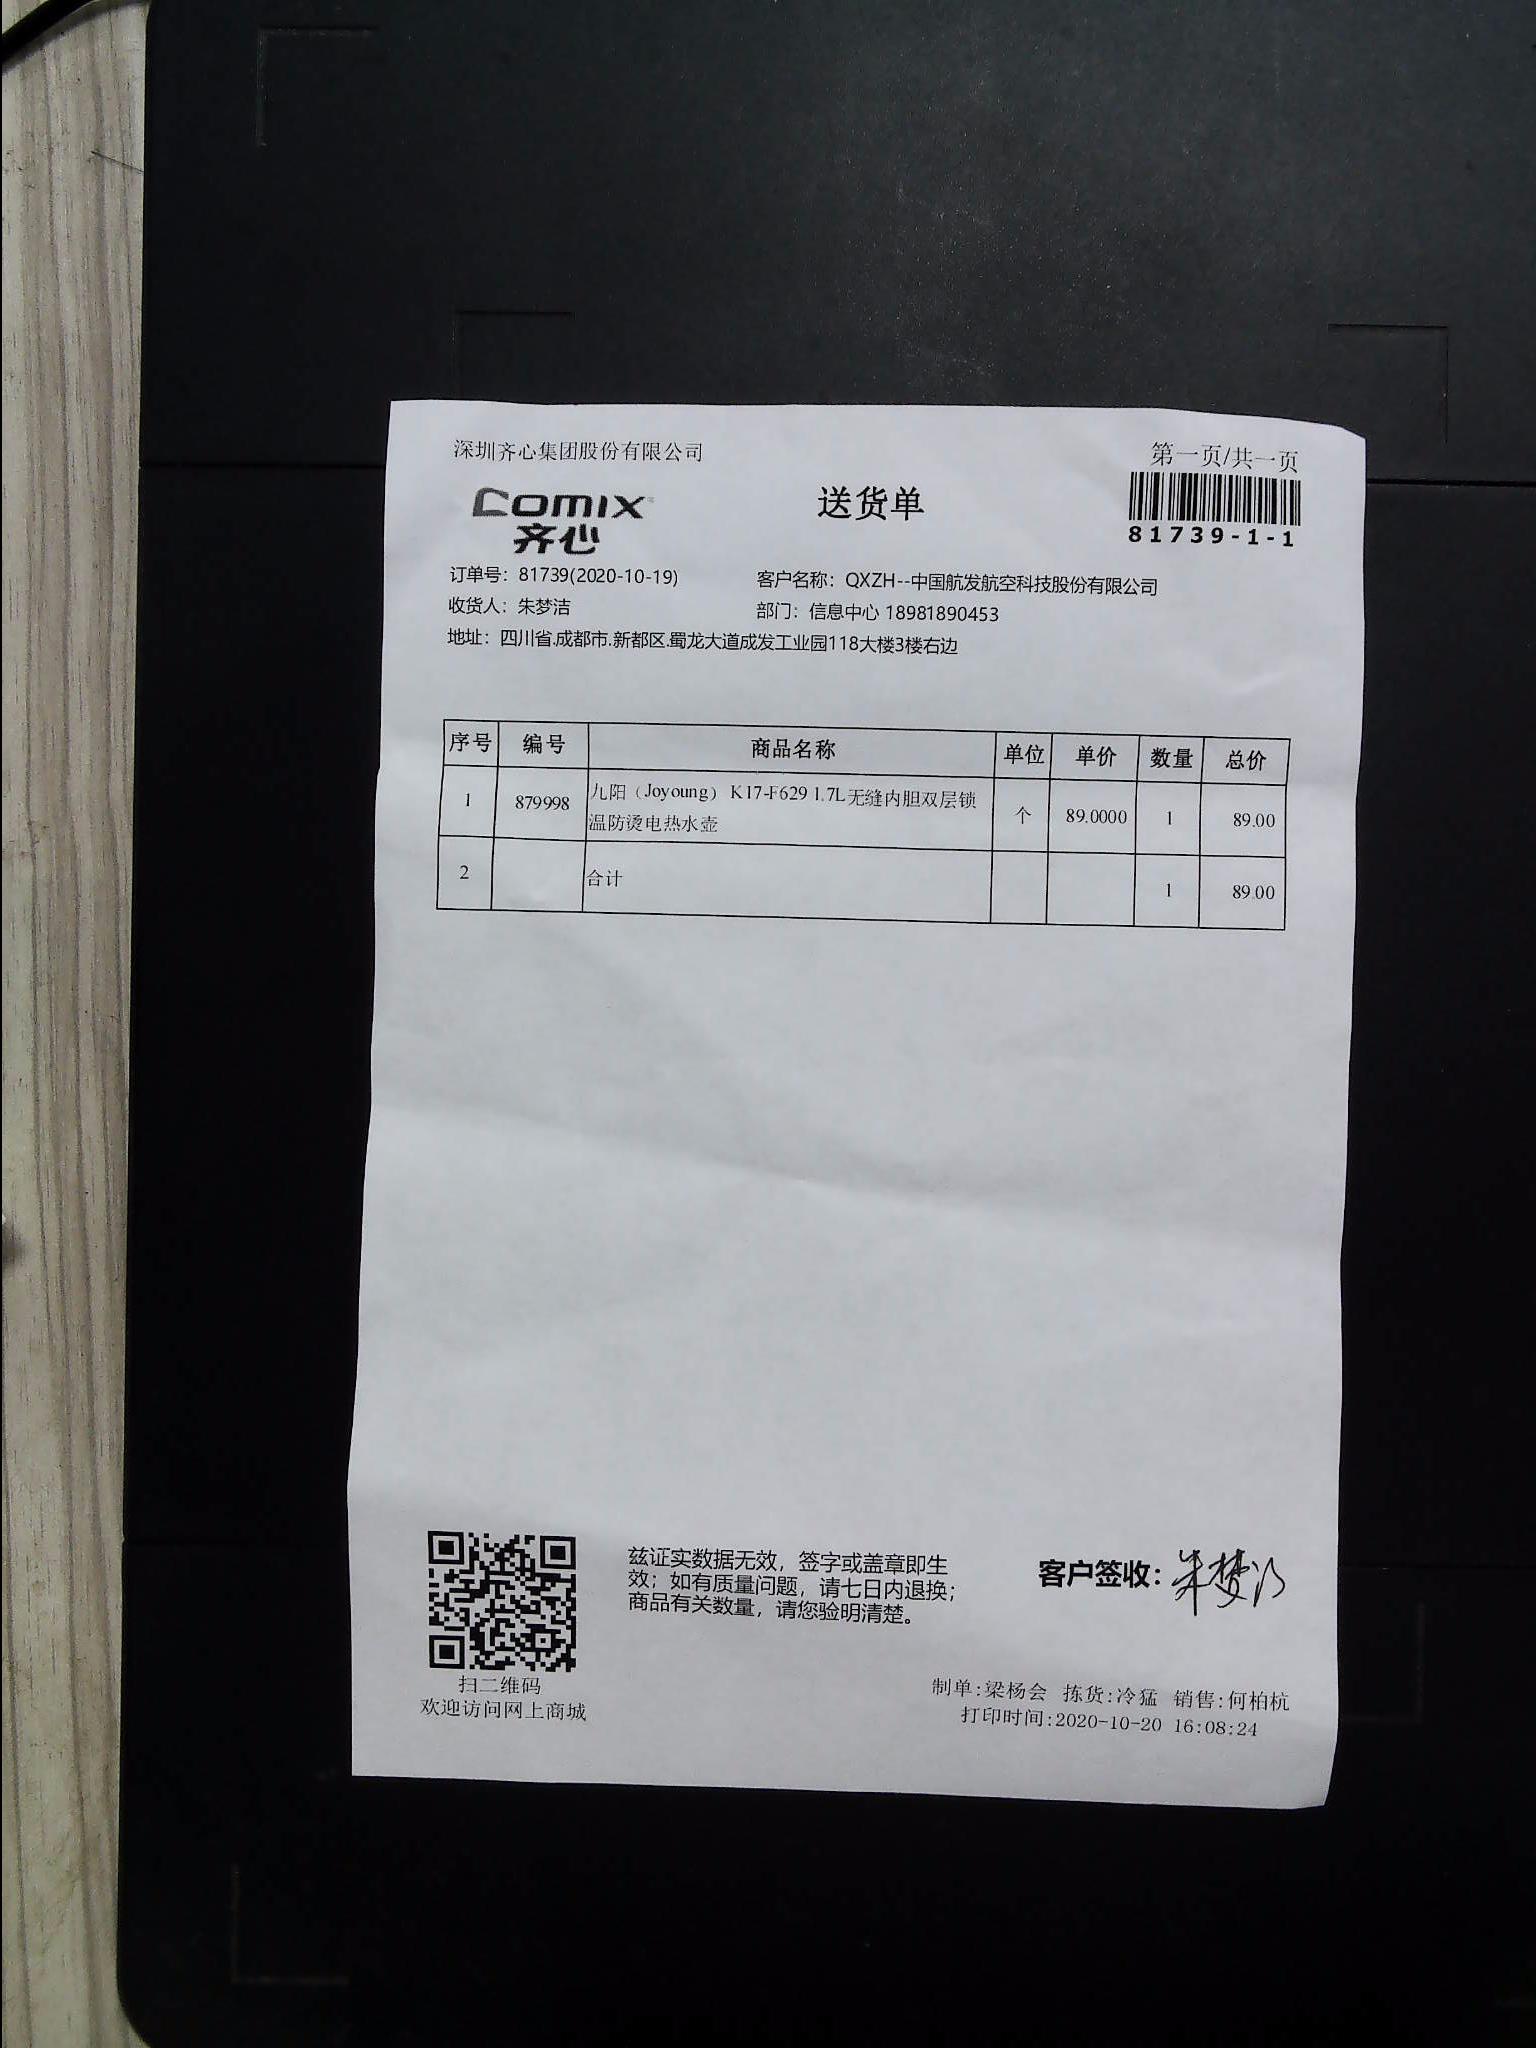 深圳齐心集团股份有限公司
第一页/共一页
comix
齐心
送货单
81739-1-1
订单号：81739(2020-10-19)
客户名称：QXZH--中国航发航空科技股份有限公司
收货人：朱梦洁
部门：信息中心 18981890453
地址：四川省.成都市.新都区.蜀龙大道成发工业园118大楼3楼右边
序号 编号 商品名称 单位 单价 数量 总价
1 879998 九阳（Joyoung） K17-F629 1.7L无缝内胆双层锁 个 89.0000 1 89.00
温防烫电热水壶
2 合计 1 89.00
兹证实数据无效，签字或盖章即生
效；如有质量问题，请七日内退换；
商品有关数量，请您验明清楚。
客户签收：朱梦洁
扫二维码
欢迎访问网上商城
制单:梁杨会 拣货:冷猛 销售:何柏杭
打印时间:2020-10-20 16:08:24